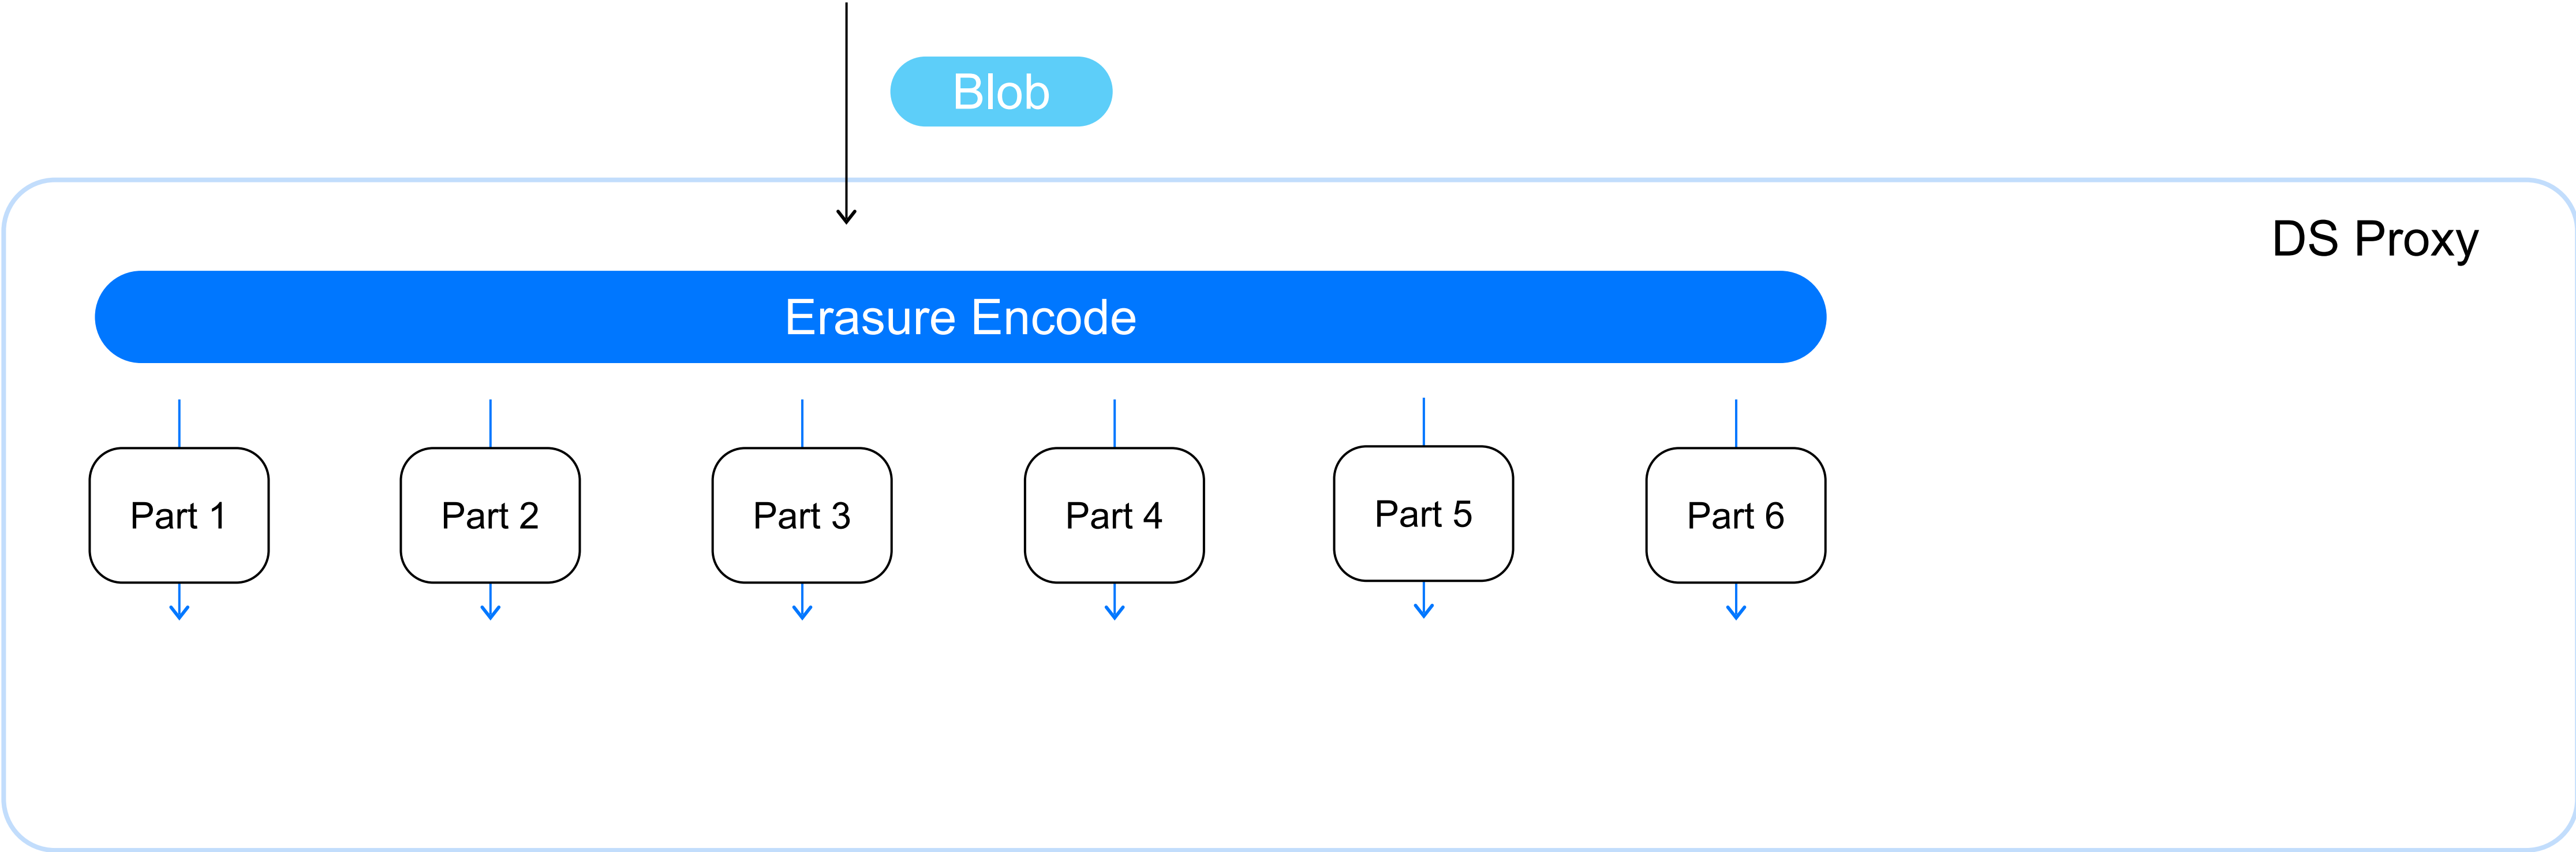 Blob
DS Proxy
Erasure Encode
Part 1
Part 2
Part 3
Part 4
Part 5
Part 6